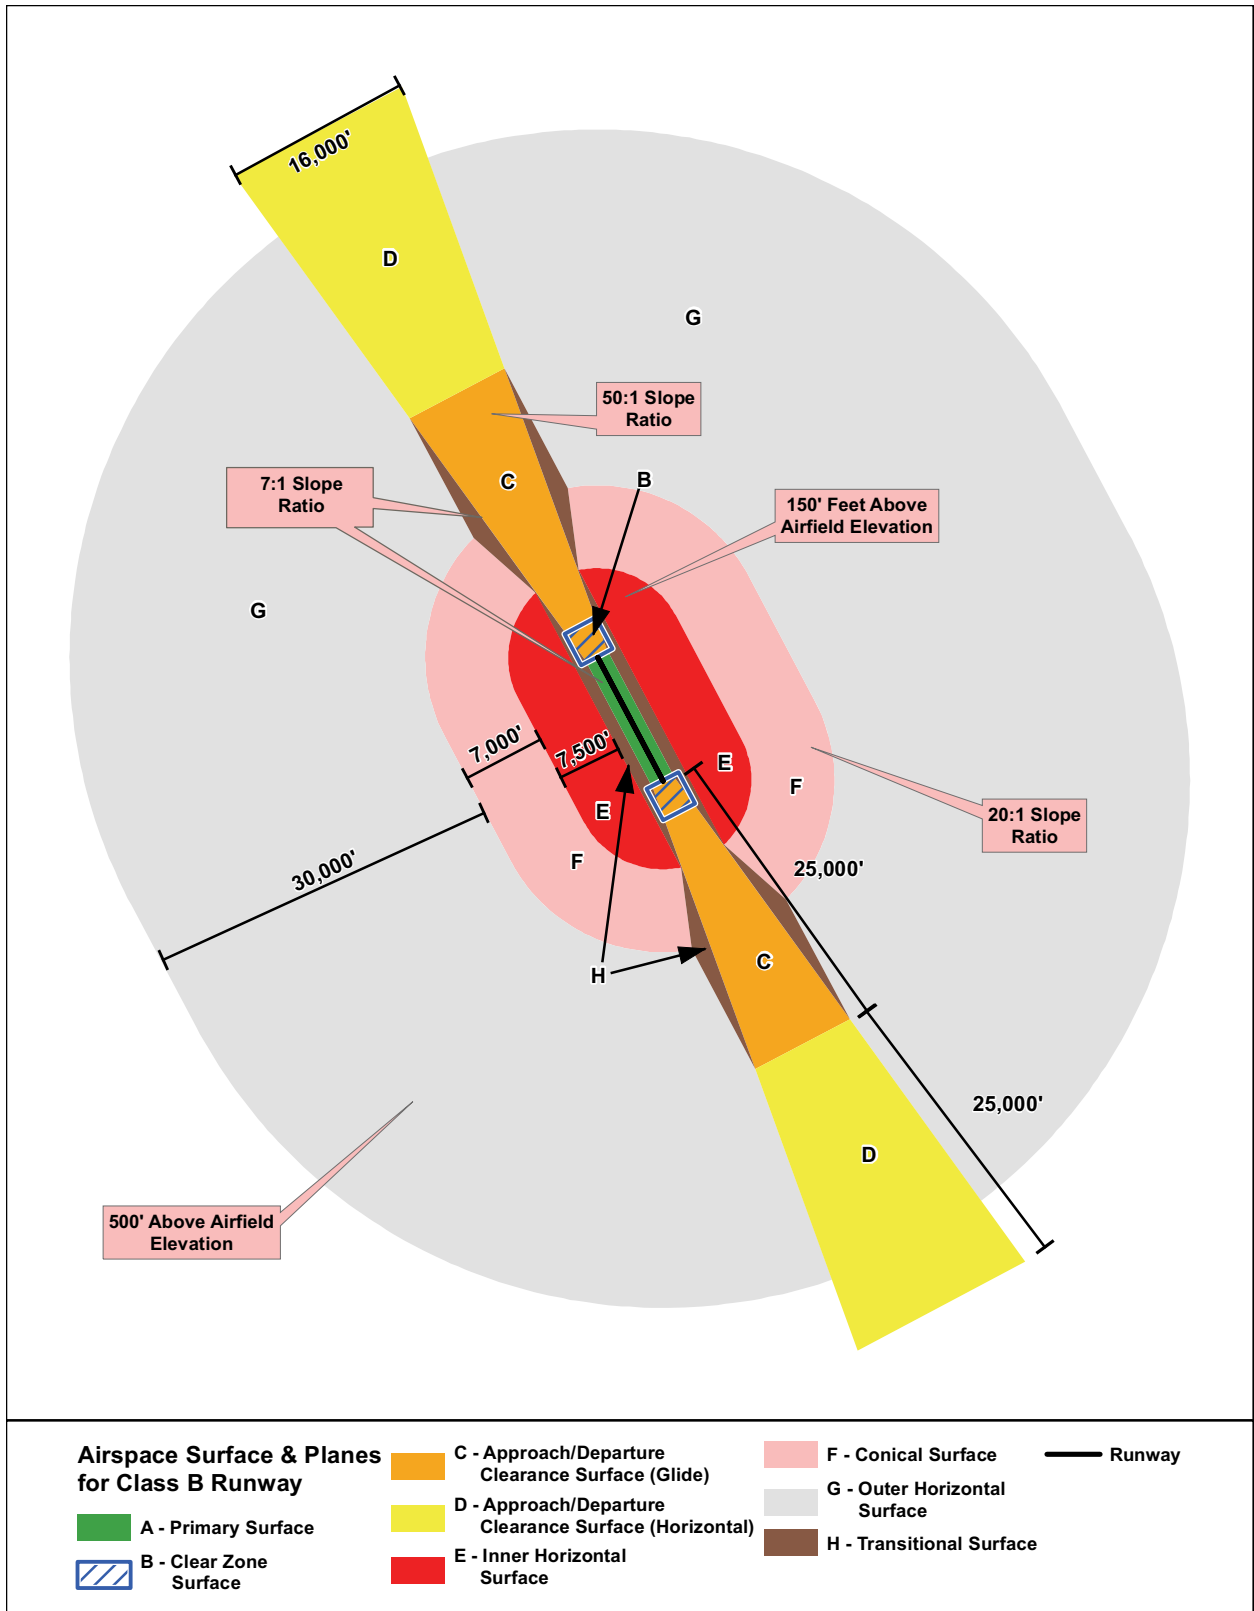 16,000'
D
G
50:1 Slope
Ratio
C
B
7:1 Slope
Ratio
150' Feet Above
Airfield Elevation
G
7,000'
7,500'
E
F
E
F
20:1 Slope
Ratio
30,000'
25,000'
H
C
25,000'
D
500' Above Airfield
Elevation
Airspace Surface & Planes
for Class B Runway
A - Primary Surface
B - Clear Zone
Surface
C - Approach/Departure
Clearance Surface (Glide)
D - Approach/Departure
Clearance Surface (Horizontal)
E - Inner Horizontal
Surface
F - Conical Surface
G - Outer Horizontal
Surface
H - Transitional Surface
Runway